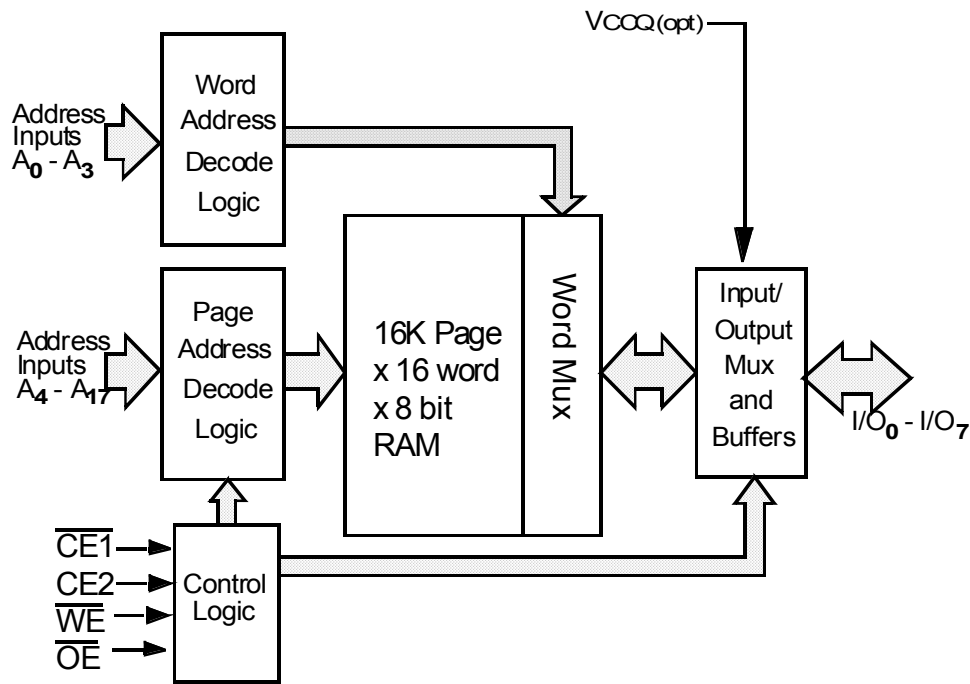 VCCQ(opt)
Word
Address
Decode
Logic
Address
Inputs
A0 - A3
Page
Address
Decode
Logic
Address
Inputs
A4 - A17
16K Page
x 16 word
x 8 bit
RAM
Word Mux
Input/
Output
Mux
and
Buffers
I/O0 - I/O7
CE1
CE2
WE
OE
Control
Logic